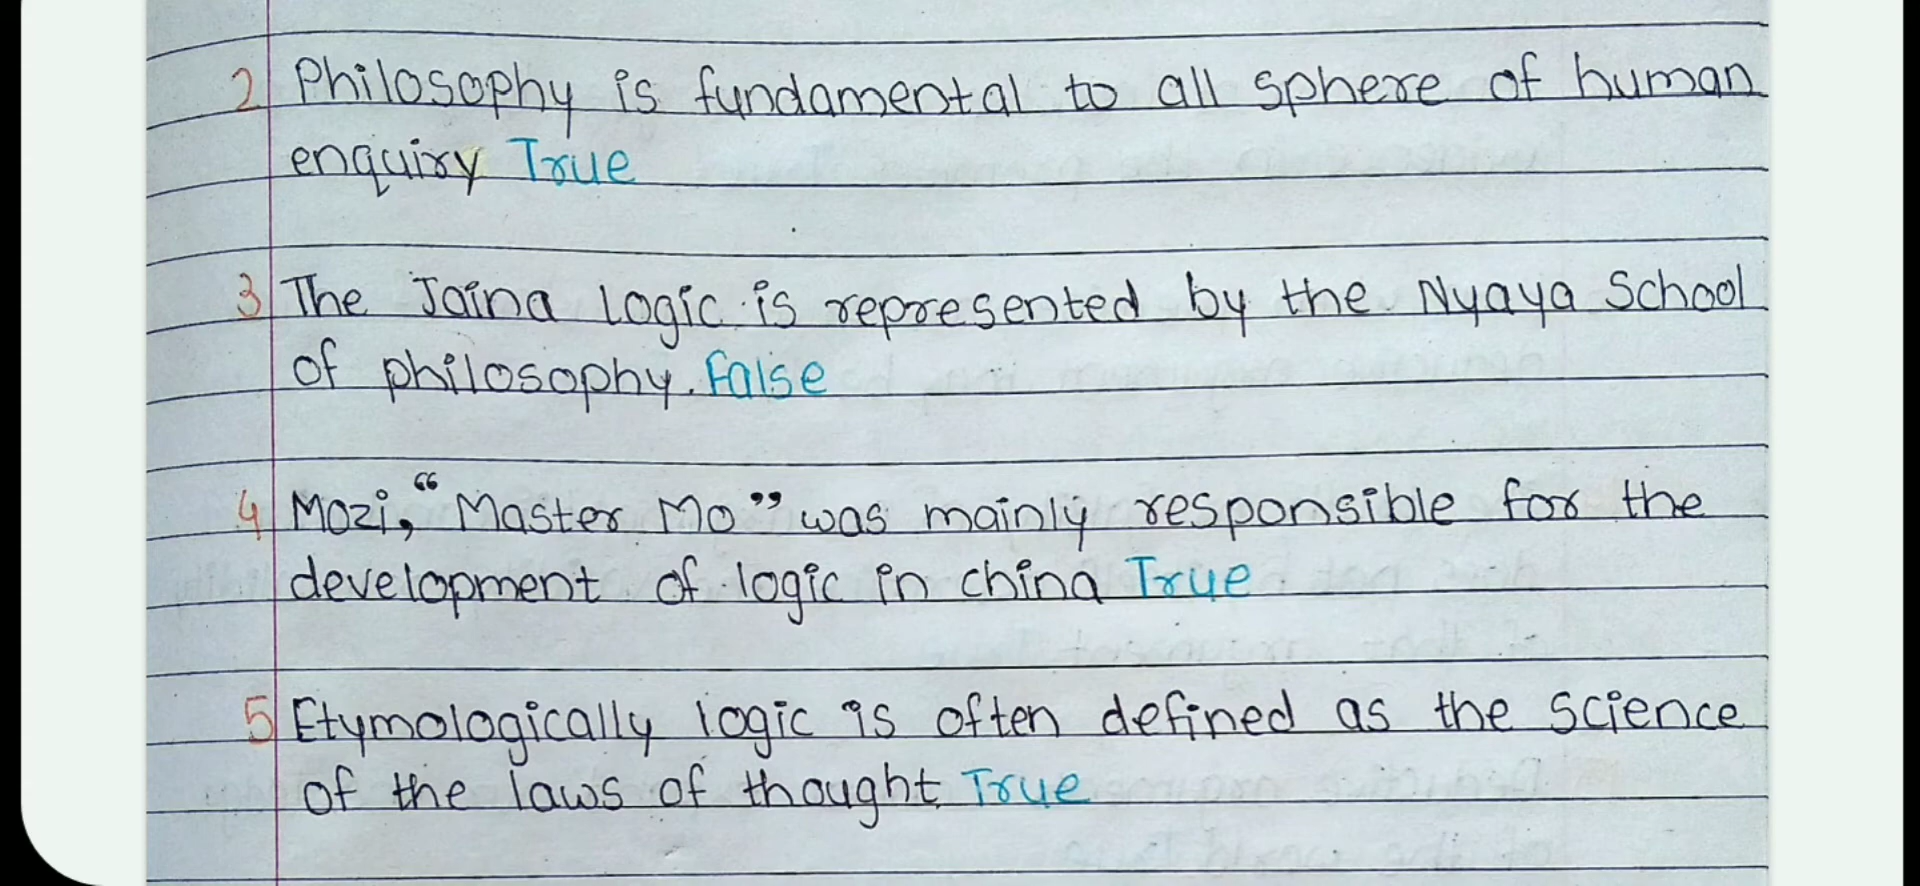 2 Philosophy is fundamental to all sphere of human
enquiry True
3 The Jaina logic is represented by the Nyaya School
of philosophy. False
4 Mozi, “Master Mo” was mainly responsible for the
development of logic in china True
5 Etymologically logic is often defined as the science
of the laws of thought True